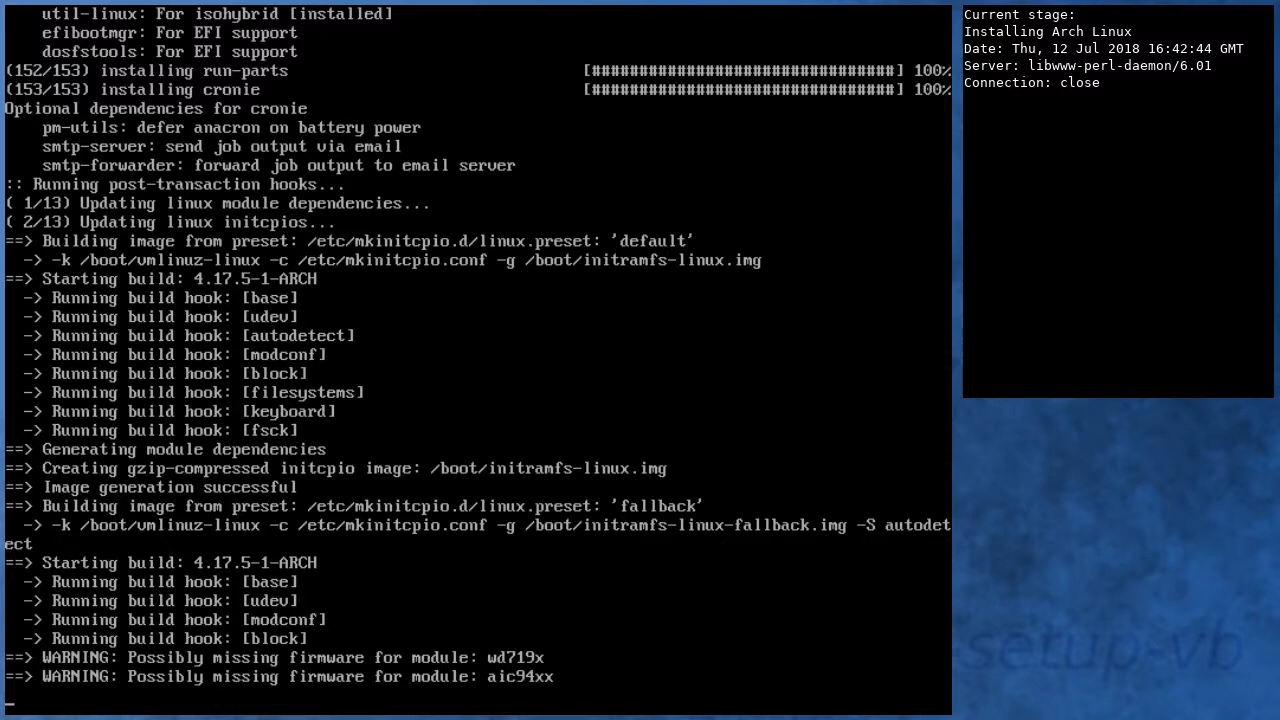 util-linux: For isohybrid [installed]
efibootmgr: For EFI support
dosfstools: For EFI support
(152/153) installing run-parts [################################] 100%
(153/153) installing cronie [################################] 100%
Optional dependencies for cronie
pm-utils: defer anacron on battery power
smtp-server: send job output via email
smtp-forwarder: forward job output to email server
:: Running post-transaction hooks...
( 1/13) Updating linux module dependencies...
( 2/13) Updating linux initcpios...
==> Building image from preset: /etc/mkinitcpio.d/linux.preset: 'default'
-> -k /boot/vmlinuz-linux -c /etc/mkinitcpio.conf -g /boot/initramfs-linux.img
==> Starting build: 4.17.5-1-ARCH
-> Running build hook: [base]
-> Running build hook: [udev]
-> Running build hook: [autodetect]
-> Running build hook: [modconf]
-> Running build hook: [block]
-> Running build hook: [filesystems]
-> Running build hook: [keyboard]
-> Running build hook: [fsck]
==> Generating module dependencies
==> Creating gzip-compressed initcpio image: /boot/initramfs-linux.img
==> Image generation successful
==> Building image from preset: /etc/mkinitcpio.d/linux.preset: 'fallback'
-> -k /boot/vmlinuz-linux -c /etc/mkinitcpio.conf -g /boot/initramfs-linux-fallback.img -S autodet
ect
==> Starting build: 4.17.5-1-ARCH
-> Running build hook: [base]
-> Running build hook: [udev]
-> Running build hook: [modconf]
-> Running build hook: [block]
==> WARNING: Possibly missing firmware for module: wd719x
==> WARNING: Possibly missing firmware for module: aic94xx
_
Current stage:
Installing Arch Linux
Date: Thu, 12 Jul 2018 16:42:44 GMT
Server: libwww-perl-daemon/6.01
Connection: close
setup-vb